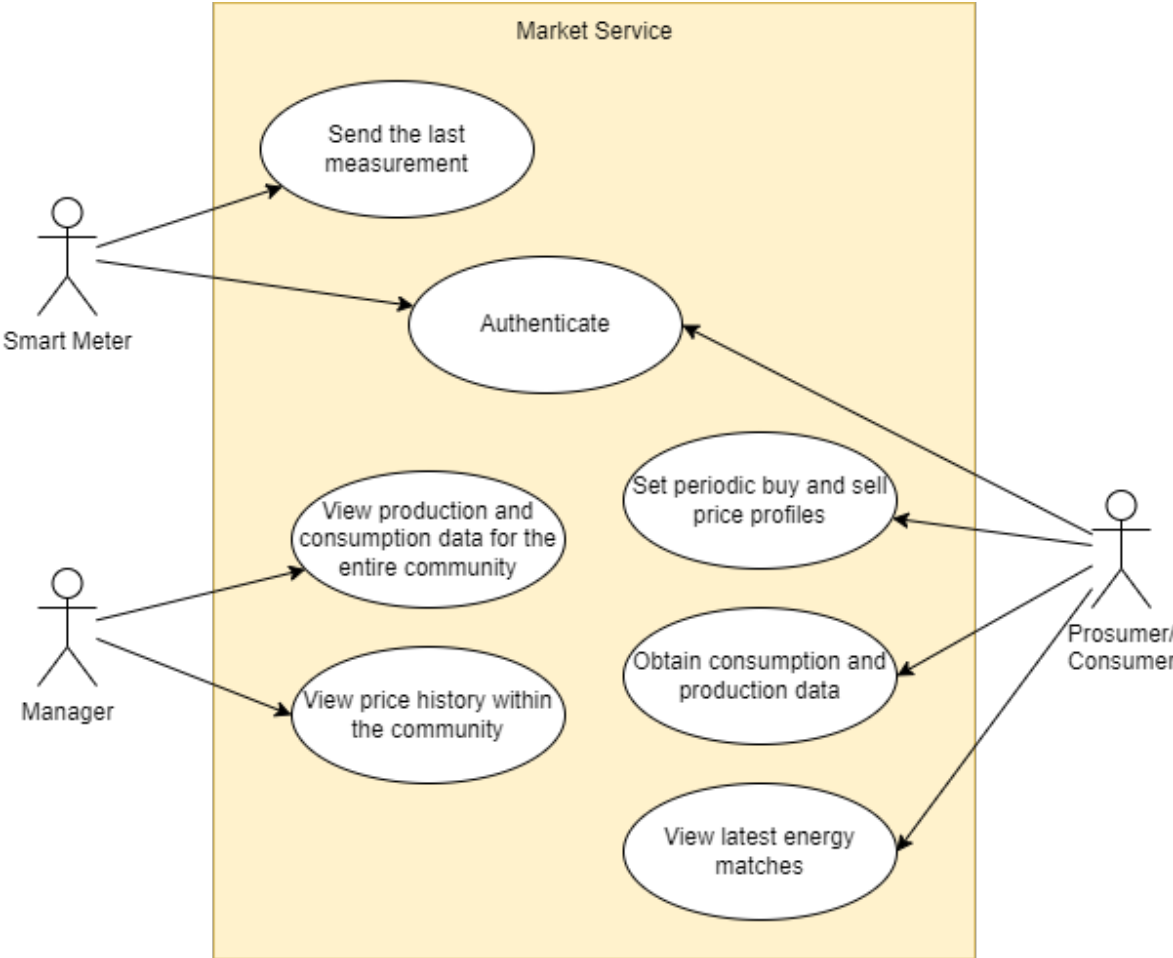 Market Service
Send the last
measurement
Smart Meter
Authenticate
Set periodic buy and sell
price profiles
View production and
consumption data for the
entire community
Prosumer/
Consumer
Obtain consumption and
production data
Manager
View price history within
the community
View latest energy
matches